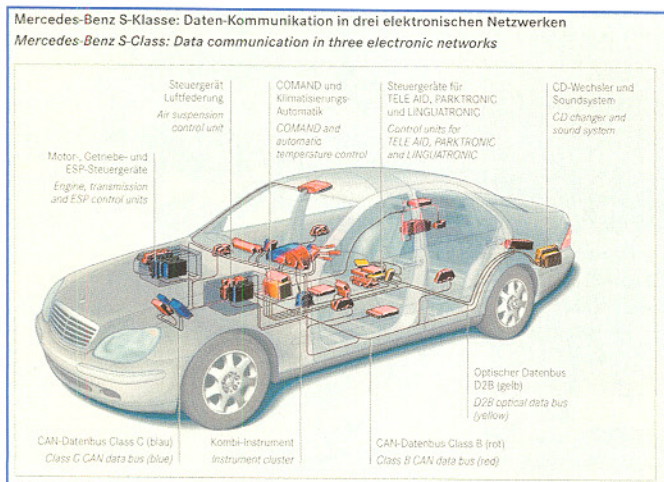 Mercedes-Benz S-Klasse: Daten-Kommunikation in drei elektronischen Netzwerken
Mercedes-Benz S-Class: Data communication in three electronic networks
Steuergerät
Luftfederung
Air suspension
control unit
COMAND und
Klimatisierungs-
Automatik
COMAND and
automatic
temperature control
Steuergeräte für
TELE AID, PARKTRONIC
und LINGUATRONIC
Control units for
TELE AID, PARKTRONIC
and LINGUATRONIC
CD-Wechsler und
Soundsystem
CD changer and
sound system
Motor-, Getriebe- und
ESP-Steuergeräte
Engine, transmission
and ESP control units
Optischer Datenbus
D2B (gelb)
D2B optical data bus
(yellow)
CAN-Datenbus Class C (blau)
Class C CAN data bus (blue)
Kombi-Instrument
Instrument cluster
CAN-Datenbus Class B (rot)
Class B CAN data bus (red)